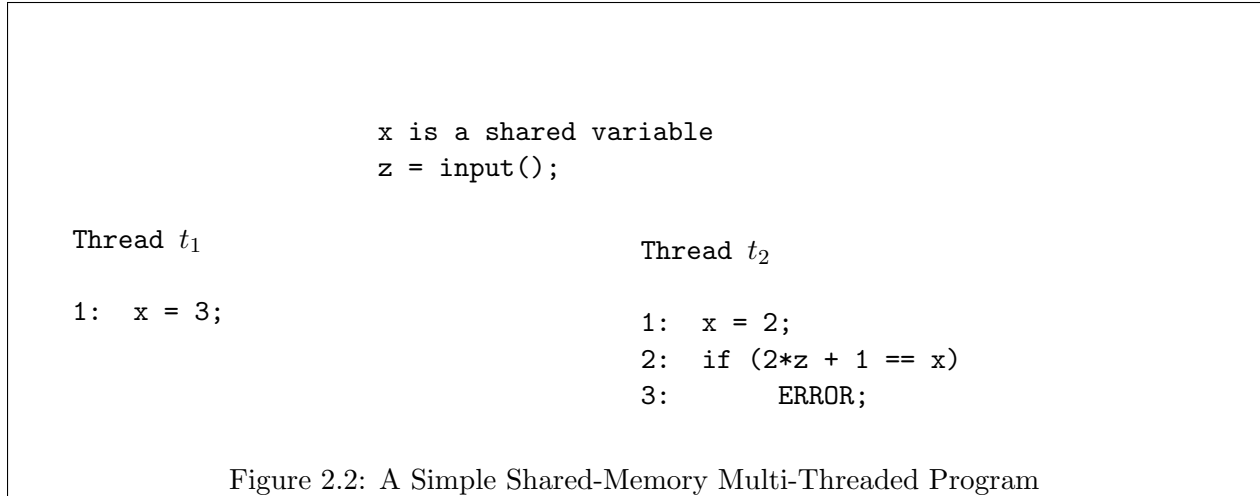 x is a shared variable
z = input();
Thread t1
1: x = 3;
Thread t2
1: x = 2;
2: if (2*z + 1 == x)
3: ERROR;
Figure 2.2: A Simple Shared-Memory Multi-Threaded Program